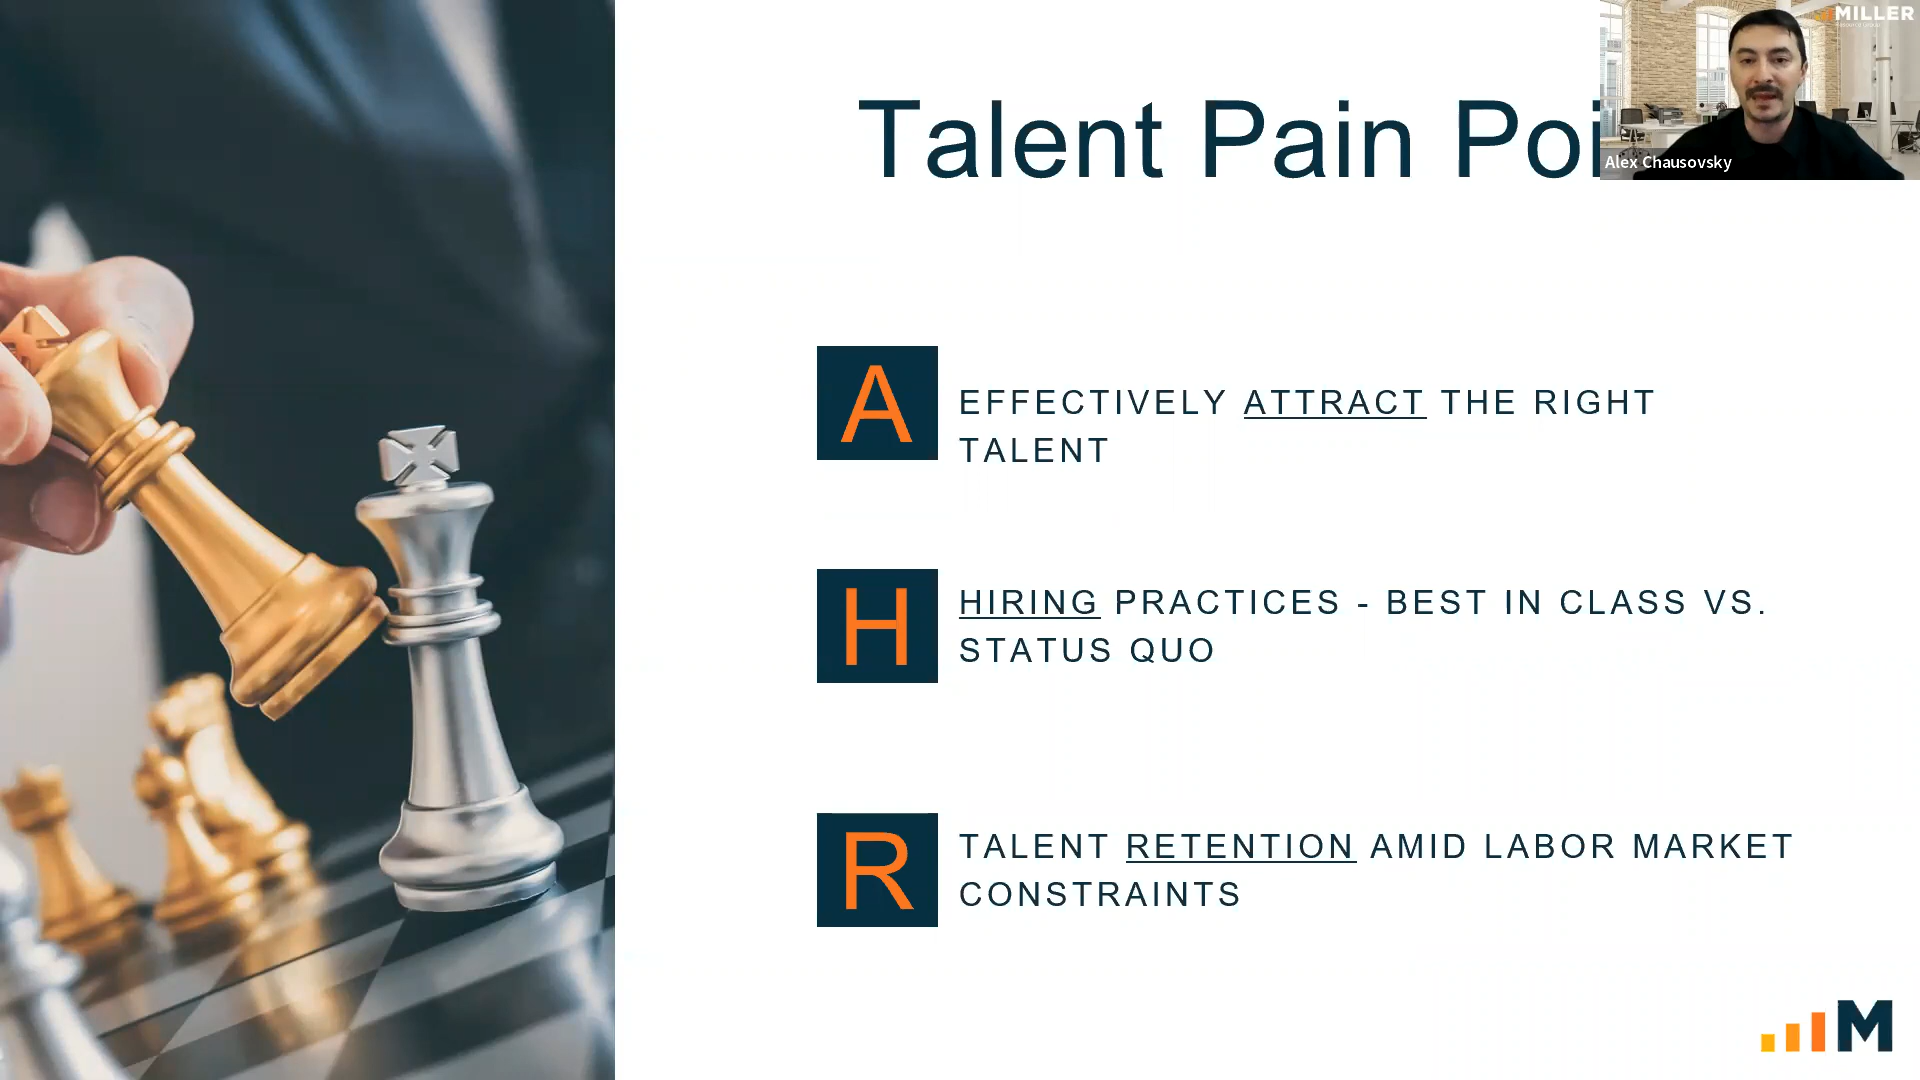 Talent Pain Poi
MILLER
Alex Chausovsky
A
EFFECTIVELY ATTRACT THE RIGHT
TALENT
H
HIRING PRACTICES - BEST IN CLASS VS.
STATUS QUO
R
TALENT RETENTION AMID LABOR MARKET
CONSTRAINTS
M